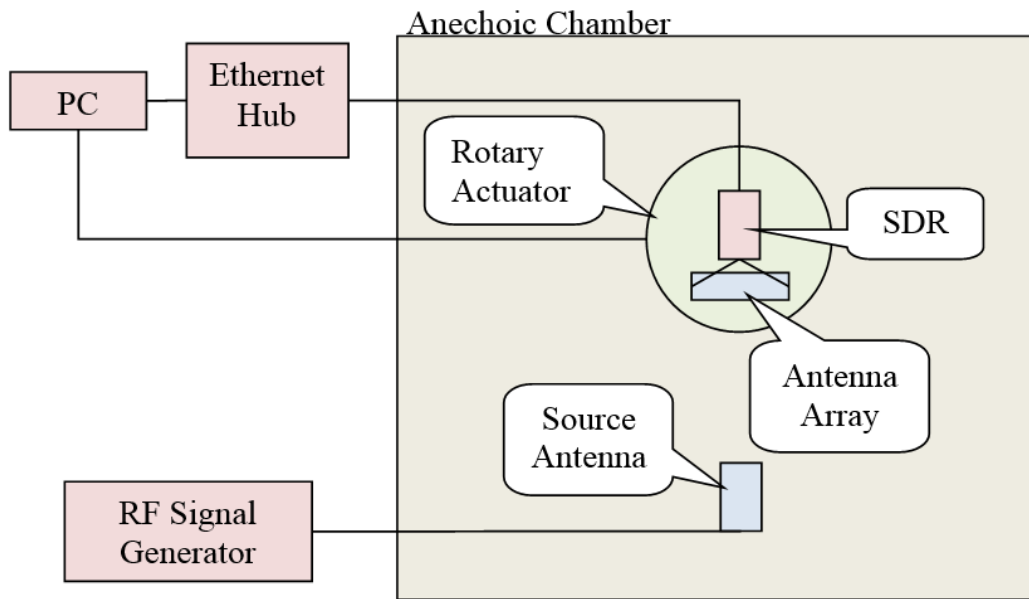 Anechoic Chamber
PC
Ethernet
Hub
Rotary
Actuator
SDR
Antenna
Array
Source
Antenna
RF Signal
Generator